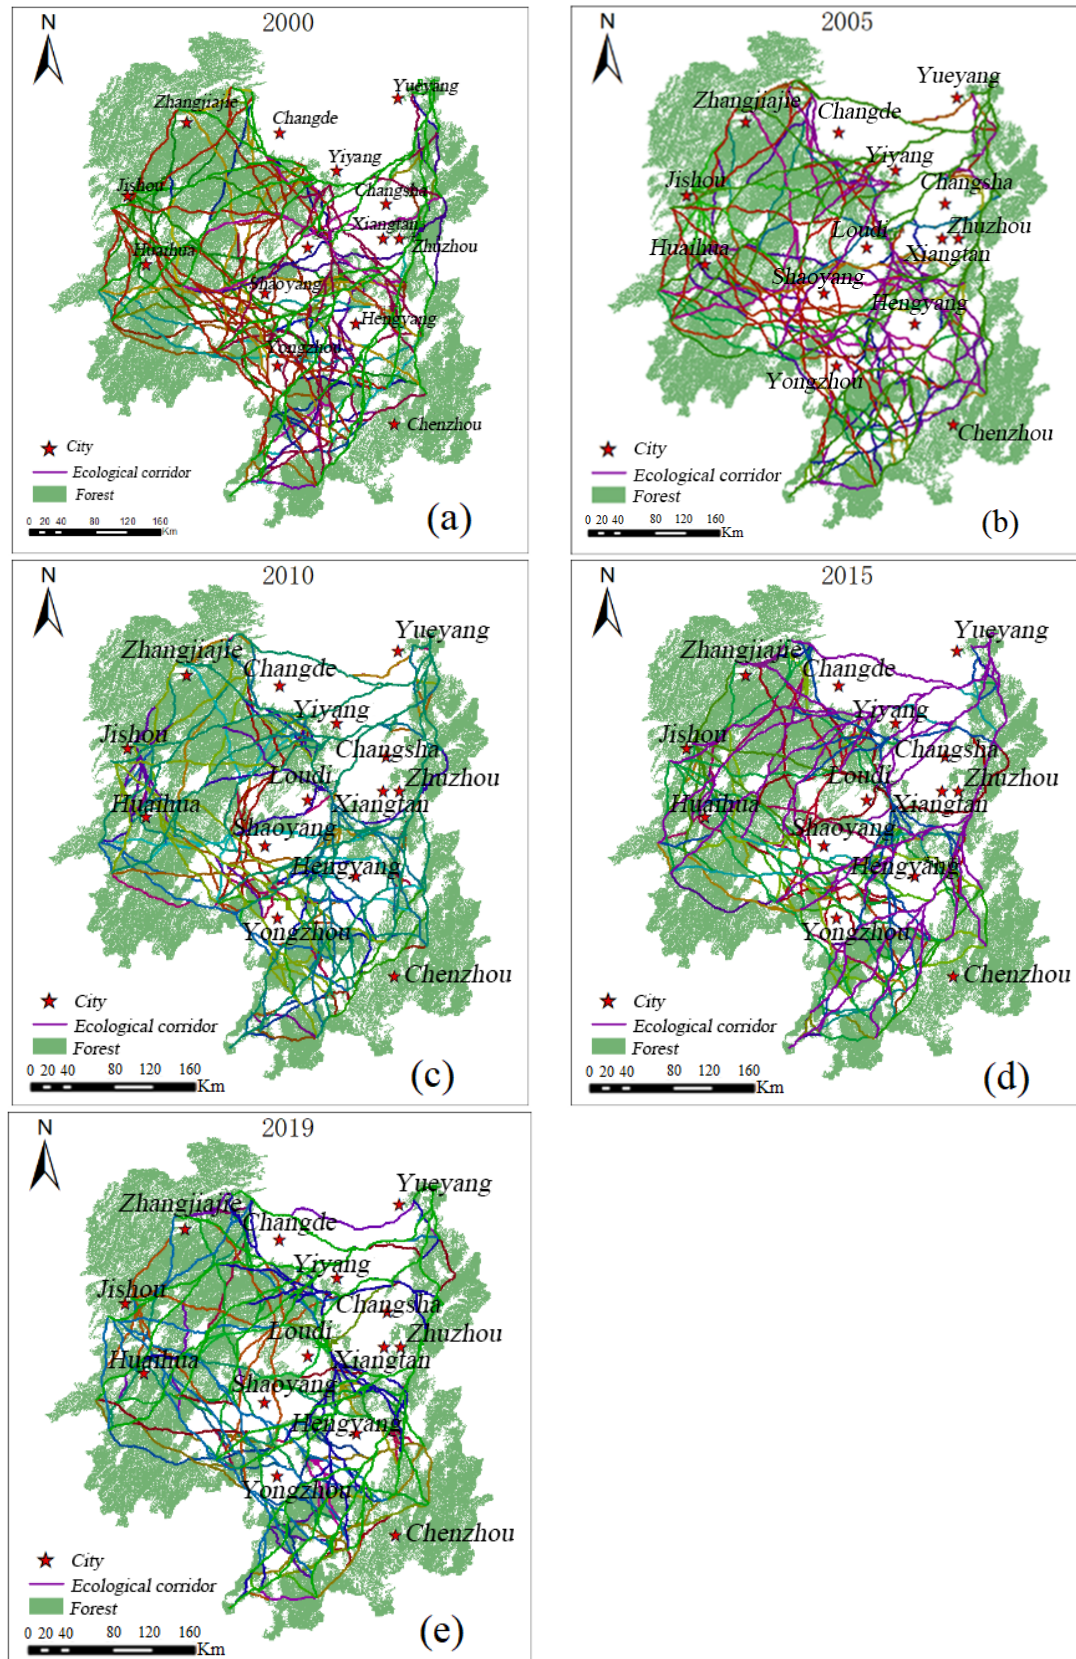 N
2000
Zhangjiajie
Yueyang
Changde
Yiyang
Jishou
Changsha
Xiangtan
Zhuzhou
Huaihua
Shaoyang
Hengyang
Yongzhou
Chenzhou
City
Ecological corridor
Forest
0 20 40 80 120 160
Km
(a)
N
2005
Yueyang
Zhangjiajie
Changde
Yiyang
Jishou
Changsha
Loudi
Zhuzhou
Huaihua
Xiangtan
Shaoyang
Hengyang
Yongzhou
Chenzhou
City
Ecological corridor
Forest
0 20 40 80 120 160
Km
(b)
N
2010
Yueyang
Zhangjiajie
Changde
Yiyang
Jishou
Changsha
Loudi
Zhuzhou
Huaihua
Xiangtan
Shaoyang
Hengyang
Yongzhou
Chenzhou
City
Ecological corridor
Forest
0 20 40 80 120 160
Km
(c)
N
2015
Yueyang
Zhangjiajie
Changde
Yiyang
Jishou
Changsha
Loudi
Zhuzhou
Huaihua
Xiangtan
Shaoyang
Hengyang
Yongzhou
Chenzhou
City
Ecological corridor
Forest
0 20 40 80 120 160
Km
(d)
N
2019
Yueyang
Zhangjiajie
Changde
Yiyang
Jishou
Changsha
Loudi
Zhuzhou
Huaihua
Xiangtan
Shaoyang
Hengyang
Yongzhou
Chenzhou
City
Ecological corridor
Forest
0 20 40 80 120 160
Km
(e)